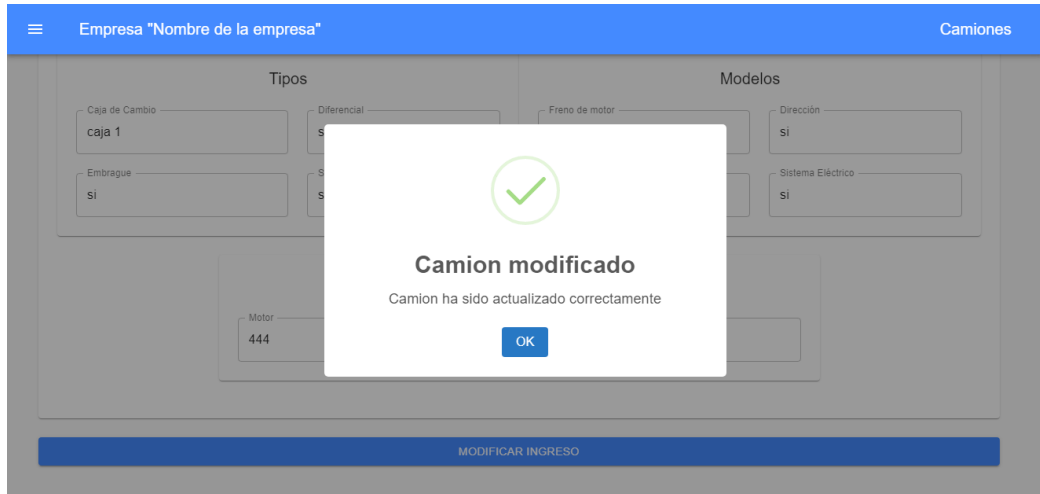 Empresa "Nombre de la empresa"
Camiones
Tipos
Modelos
Caja de Cambio
Diferencial
Freno de motor
Dirección
caja 1
s
si
Embrague
S
Sistema Eléctrico
si
s
si
Camion modificado
Camion ha sido actualizado correctamente
OK
Motor
444
MODIFICAR INGRESO